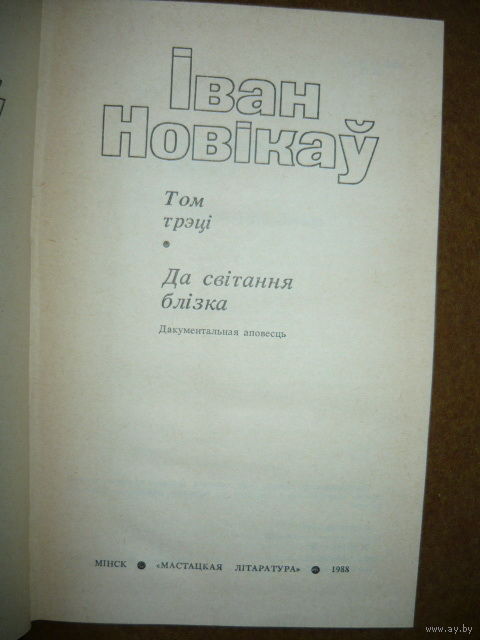 Іван
Новікаў
Том
трэці
Да світання
блізка
Дакументальная аповесць
МІНСК «МАСТАЦКАЯ ЛІТАРАТУРА» 1988
www.ay.by